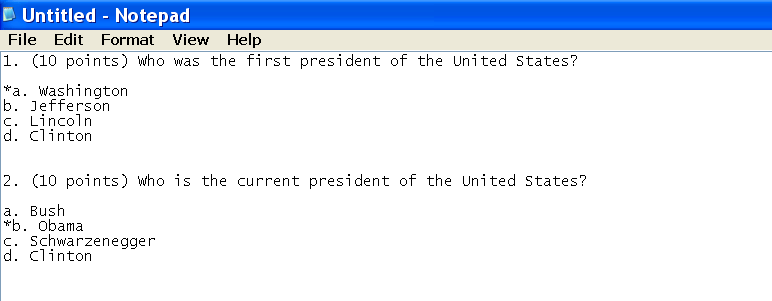 Untitled - Notepad
File Edit Format View Help
1. (10 points) Who was the first president of the United States?
*a. Washington
b. Jefferson
c. Lincoln
d. Clinton
2. (10 points) Who is the current president of the United States?
a. Bush
*b. Obama
c. Schwarzenegger
d. Clinton